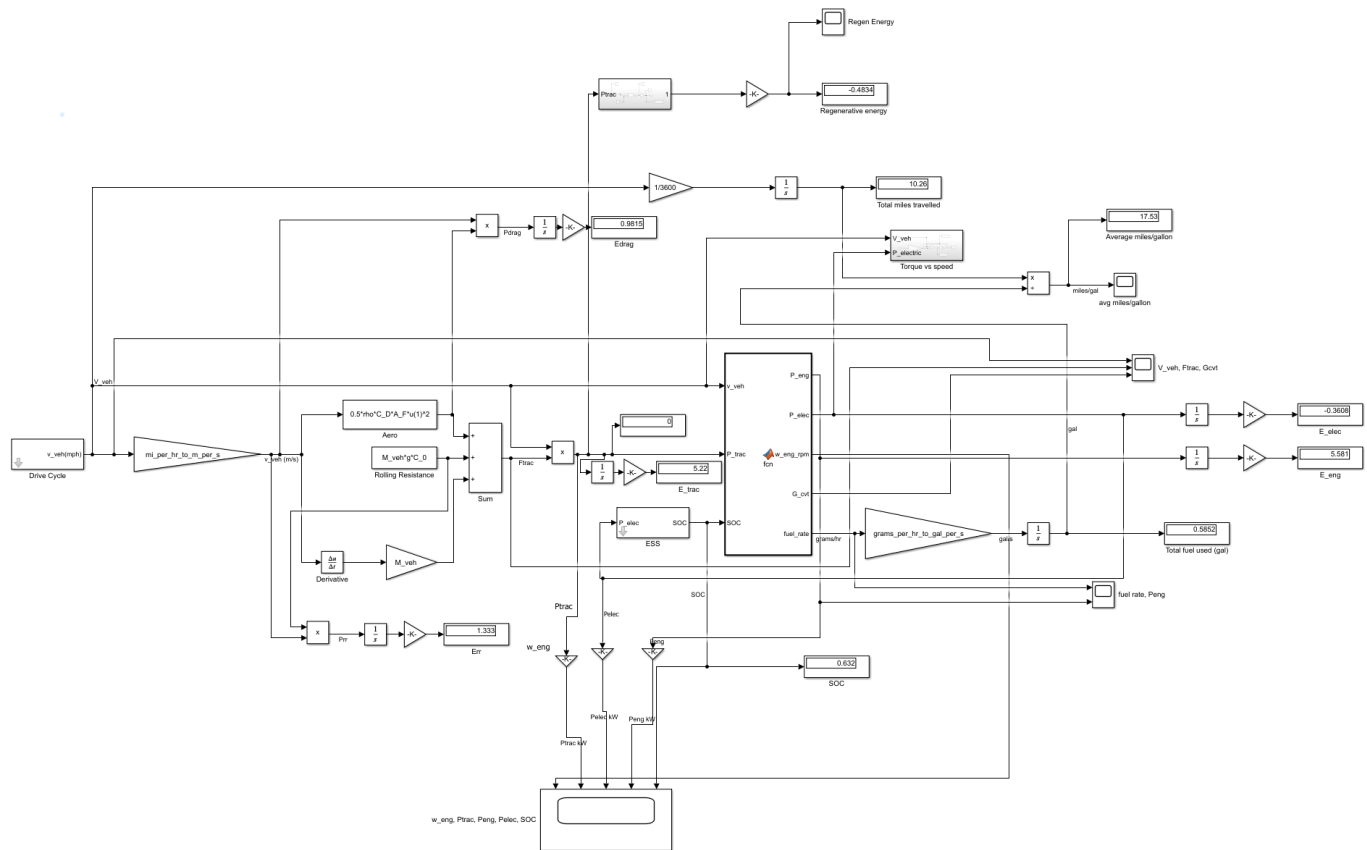 Regen Energy
Ptrac
1
-K-
-0.4834
Regenerative energy
1/3600
1
s
10.26
Total miles travelled
x
Pdrag
1
s
-K-
0.9815
Edrag
17.53
Average miles/gallon
V_veh
P_electric
Torque vs speed
x
÷
miles/gal
avg miles/gallon
V_veh
v_veh
P_eng
V_veh, Ftrac, Gcvt
0.5*rho*C_D*A_F*u(1)^2
Aero
0
P_elec
gal
1
s
-K-
-0.3608
E_elec
v_veh(mph)
Drive Cycle
mi_per_hr_to_m_per_s
v_veh (m/s)
M_veh*g*C_0
Rolling Resistance
+
+
+
Sum
Ftrac
x
1
s
-K-
5.22
E_trac
P_trac
fcn
w_eng_rpm
1
s
-K-
5.581
E_eng
G_cvt
P_elec
SOC
ESS
SOC
fuel_rate
grams/hr
grams_per_hr_to_gal_per_s
gal/s
1
s
0.5852
Total fuel used (gal)
Δu
Δt
Derivative
M_veh
SOC
fuel rate, Peng
Ptrac
Pelec
Peng
x
Prr
1
s
-K-
1.333
Err
w_eng
-K-
-K-
-K-
0.632
SOC
Pelec kW
Peng kW
Ptrac kW
w_eng, Ptrac, Peng, Pelec, SOC